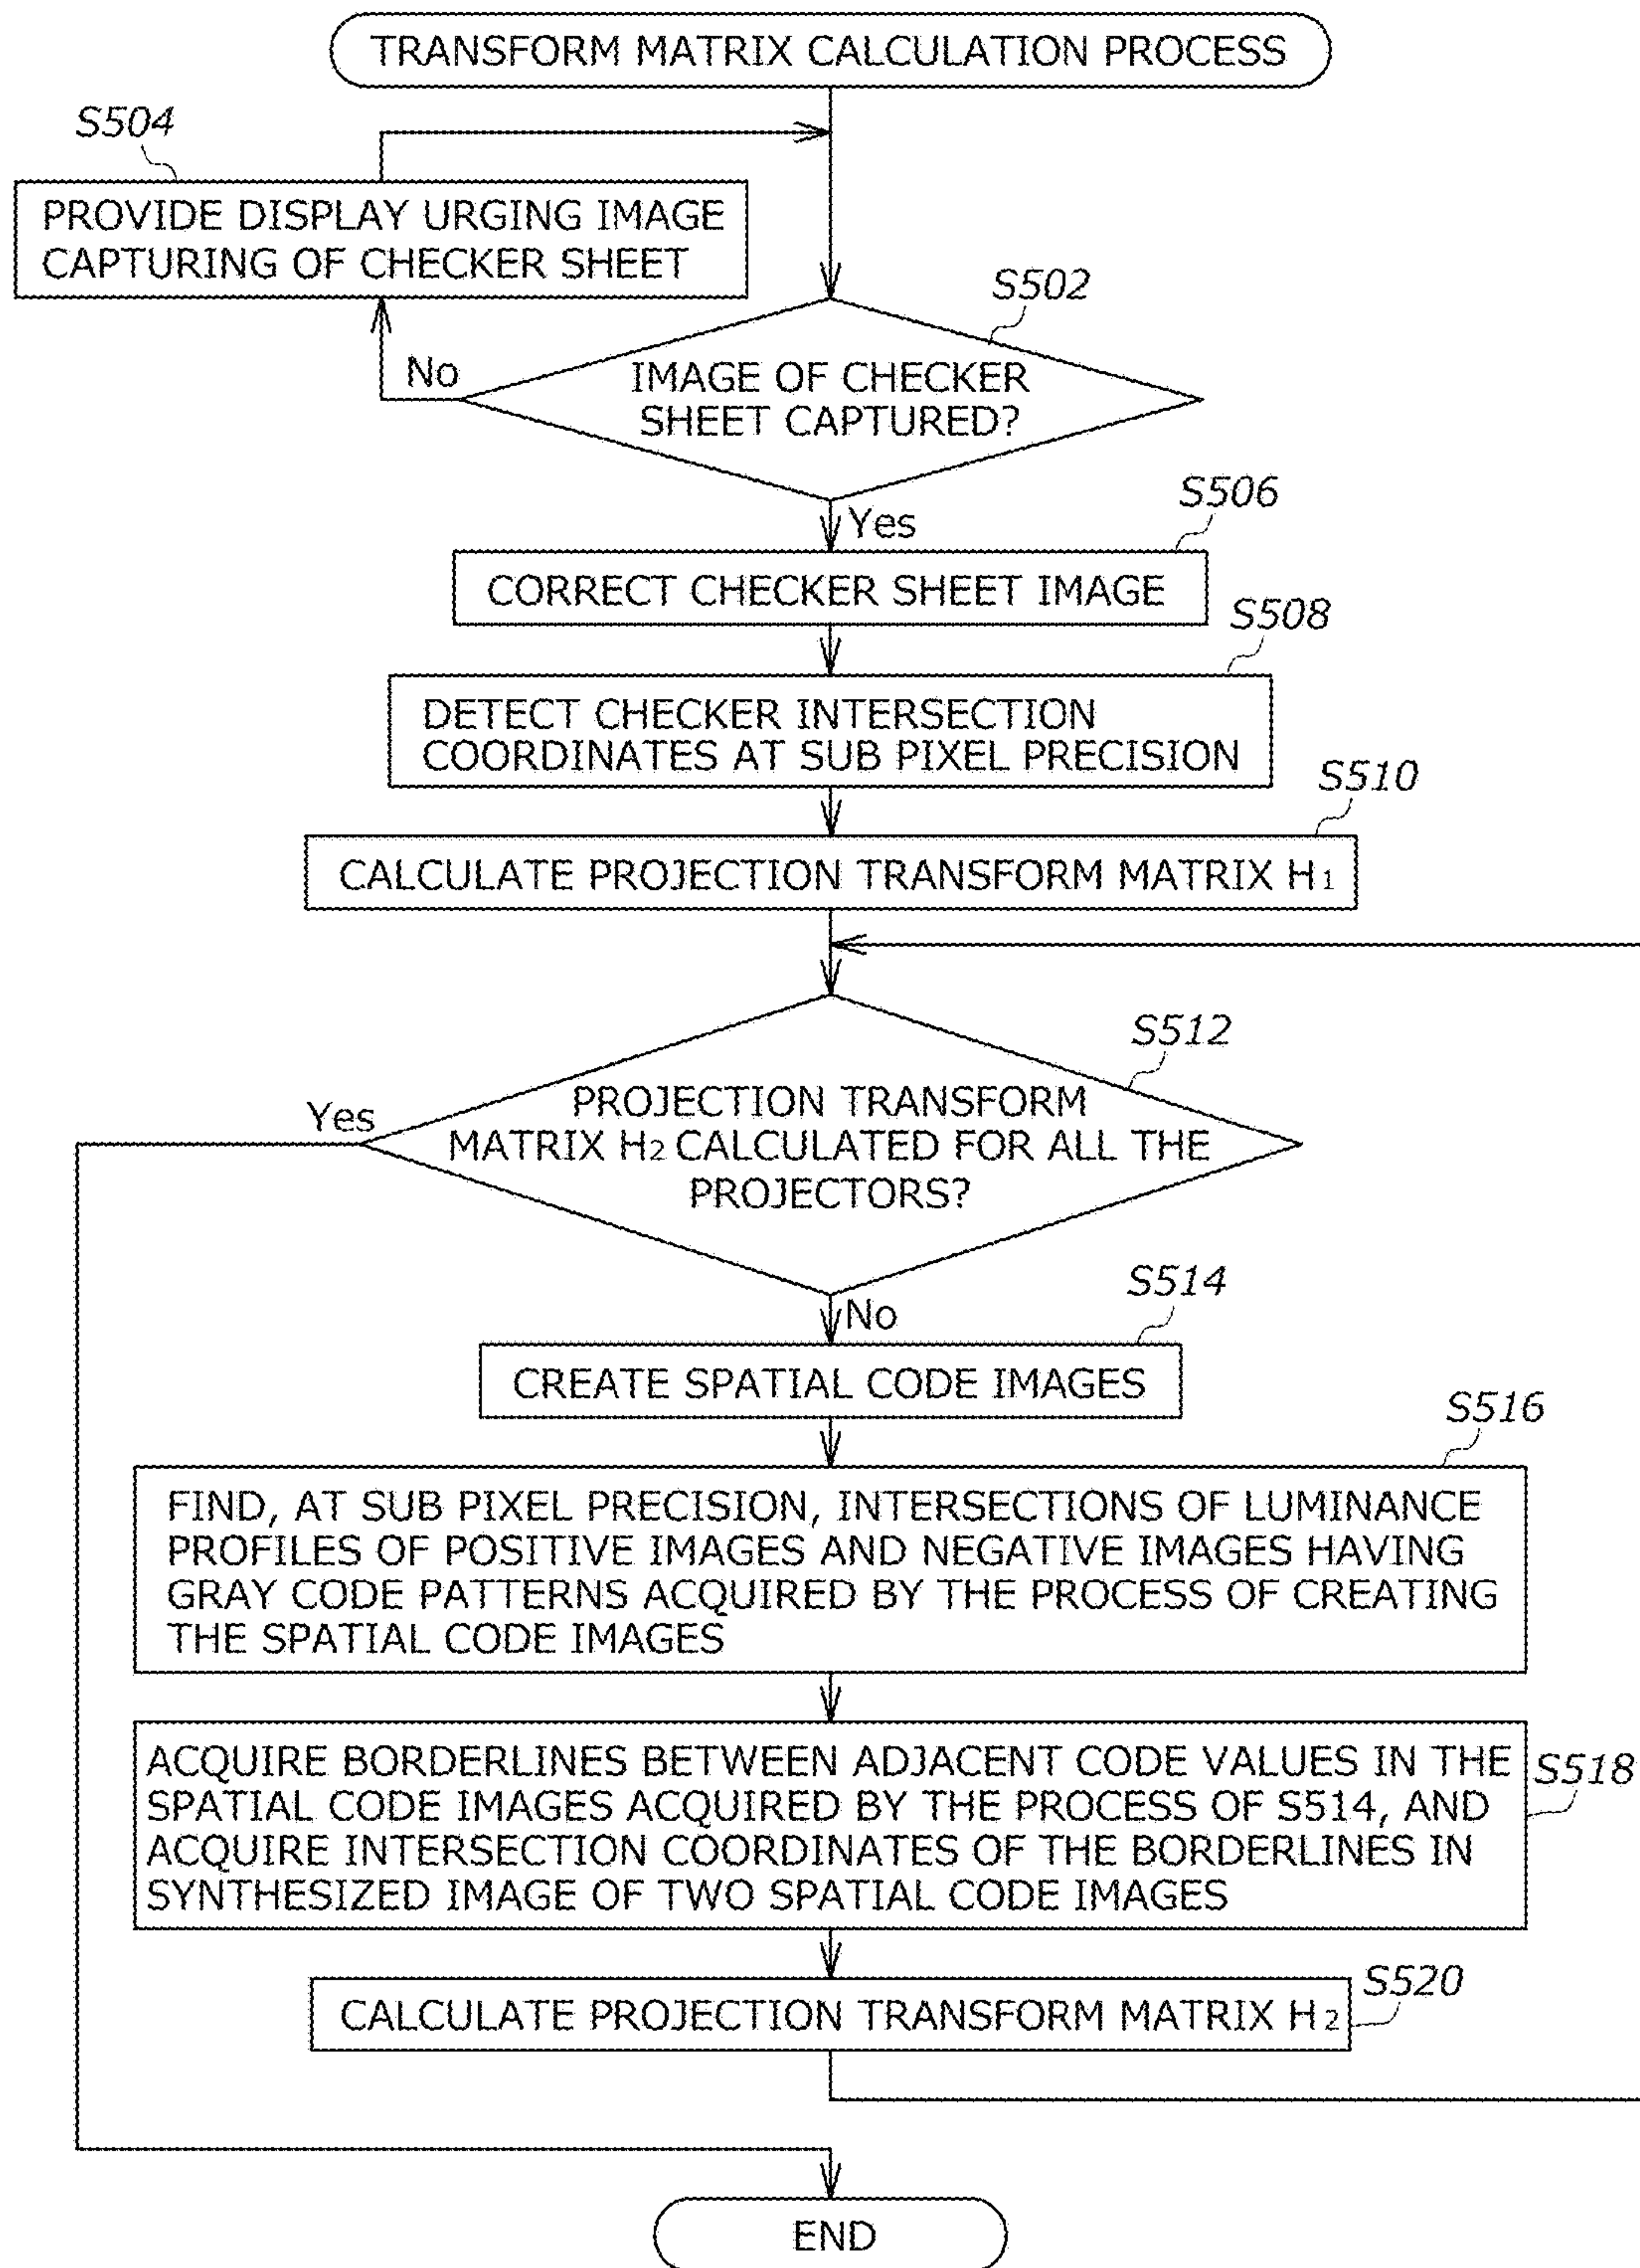 TRANSFORM MATRIX CALCULATION PROCESS
S504
PROVIDE DISPLAY URGING IMAGE
CAPTURING OF CHECKER SHEET
S502
No
IMAGE OF CHECKER
SHEET CAPTURED?
Yes
S506
CORRECT CHECKER SHEET IMAGE
S508
DETECT CHECKER INTERSECTION
COORDINATES AT SUB PIXEL PRECISION
S510
CALCULATE PROJECTION TRANSFORM MATRIX H1
S512
Yes
PROJECTION TRANSFORM
MATRIX H2 CALCULATED FOR ALL THE
PROJECTORS?
No
S514
CREATE SPATIAL CODE IMAGES
S516
FIND, AT SUB PIXEL PRECISION, INTERSECTIONS OF LUMINANCE
PROFILES OF POSITIVE IMAGES AND NEGATIVE IMAGES HAVING
GRAY CODE PATTERNS ACQUIRED BY THE PROCESS OF CREATING
THE SPATIAL CODE IMAGES
ACQUIRE BORDERLINES BETWEEN ADJACENT CODE VALUES IN THE
SPATIAL CODE IMAGES ACQUIRED BY THE PROCESS OF S514, AND
ACQUIRE INTERSECTION COORDINATES OF THE BORDERLINES IN
SYNTHESIZED IMAGE OF TWO SPATIAL CODE IMAGES
S518
CALCULATE PROJECTION TRANSFORM MATRIX H2
S520
END